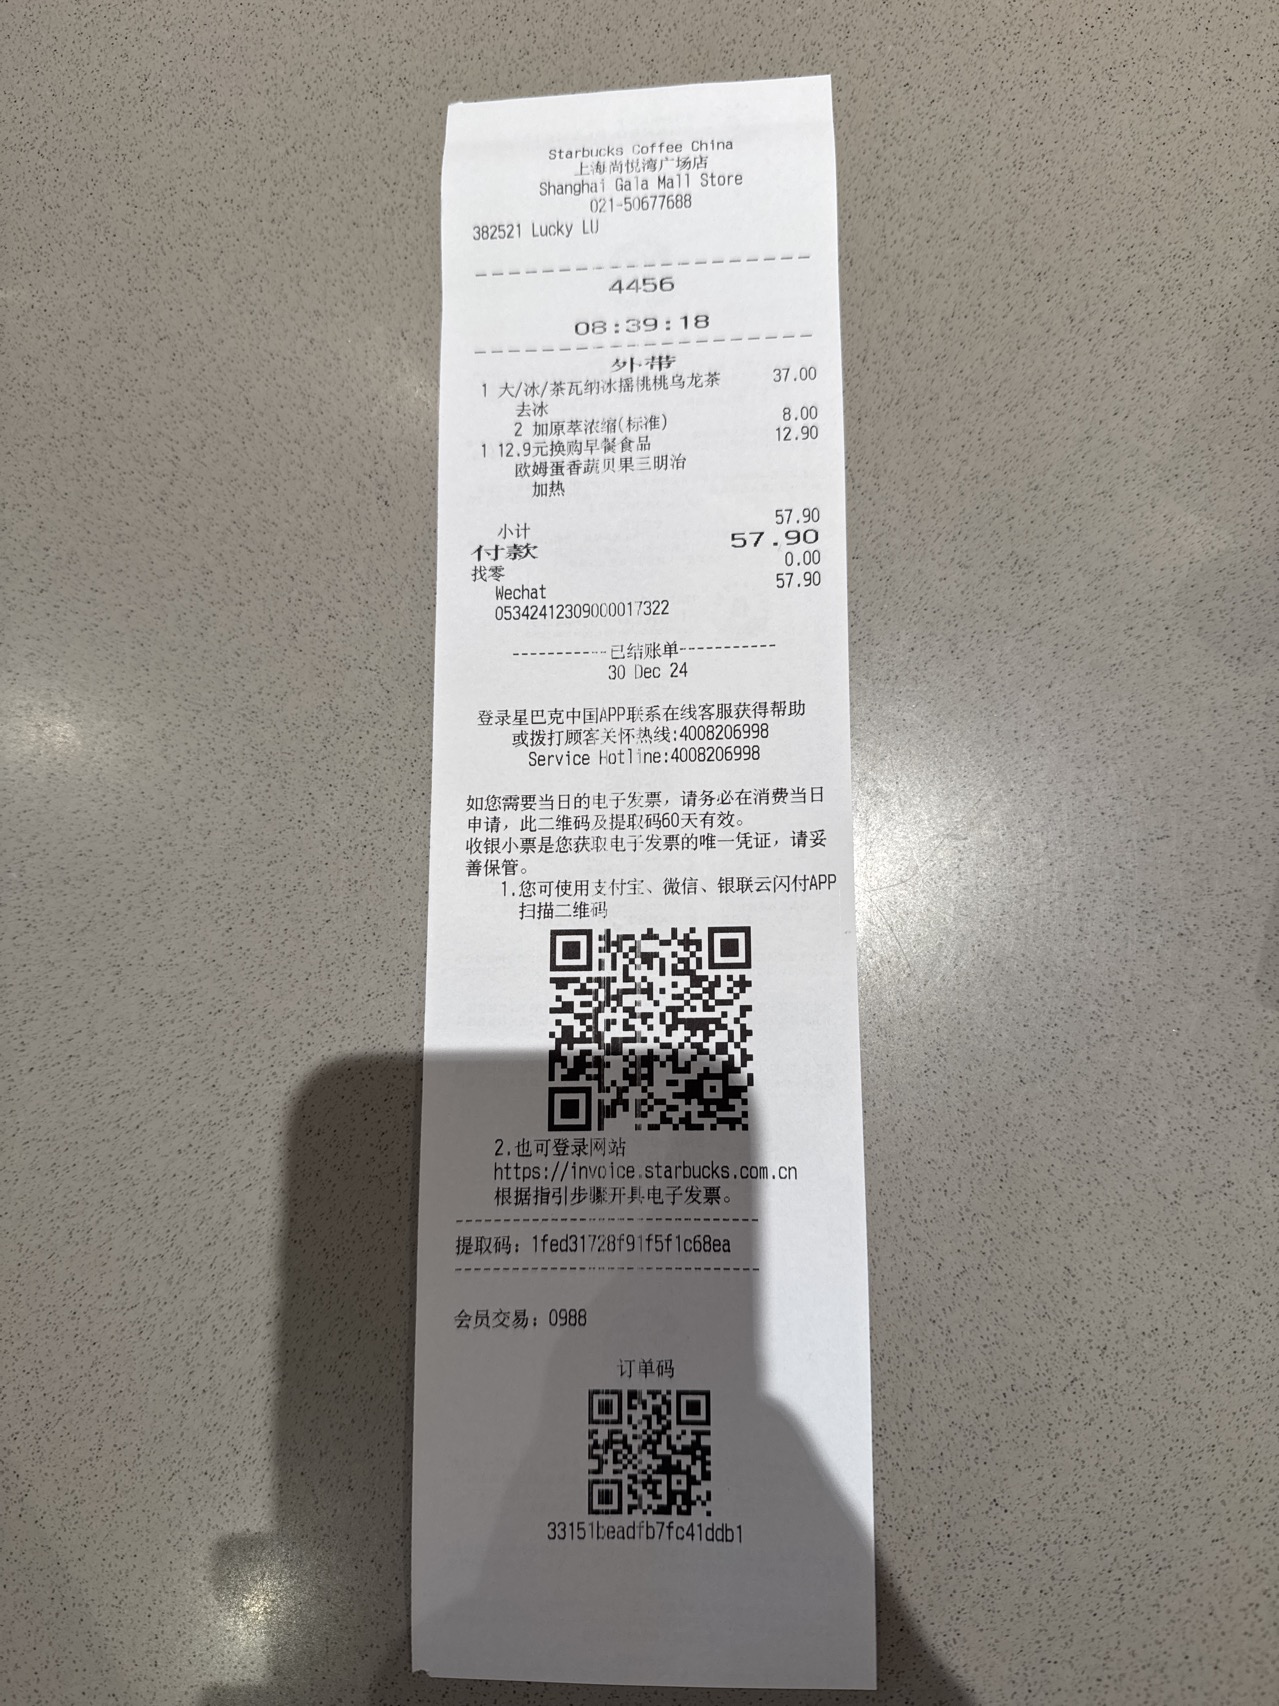 Starbucks Coffee China
上海尚悦湾广场店
Shanghai Gala Mall Store
021-50677688
382521 Lucky LU
4456
08:39:18
外带
1 大/冰/茶瓦纳冰摇桃桃乌龙茶 37.00
去冰
2 加原萃浓缩(标准) 8.00
1 12.9元换购早餐食品 12.90
欧姆蛋香蔬贝果三明治
加热
小计 57.90
付款 57.90
找零 0.00
Wechat 57.90
05342412309000017322
-----------已结账单-----------
30 Dec 24
登录星巴克中国APP联系在线客服获得帮助
或拨打顾客关怀热线:4008206998
Service Hotline:4008206998
如您需要当日的电子发票，请务必在消费当日
申请，此二维码及提取码60天有效。
收银小票是您获取电子发票的唯一凭证，请妥
善保管。
1.您可使用支付宝、微信、银联云闪付APP
扫描二维码
2.也可登录网站
https://invoice.starbucks.com.cn
根据指引步骤开具电子发票。
提取码：1fed31728f91f5f1c68ea
会员交易：0988
订单码
33151beadfb7fc41ddb1